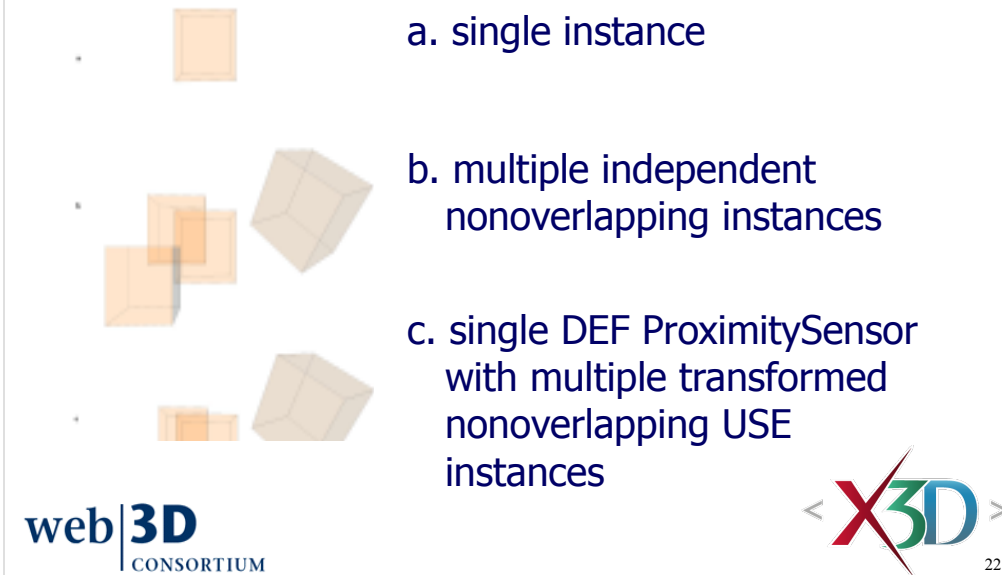 a. single instance
b. multiple independent
nonoverlapping instances
c. single DEF ProximitySensor
with multiple transformed
nonoverlapping USE
instances
web|3D
CONSORTIUM
< X3D >
22